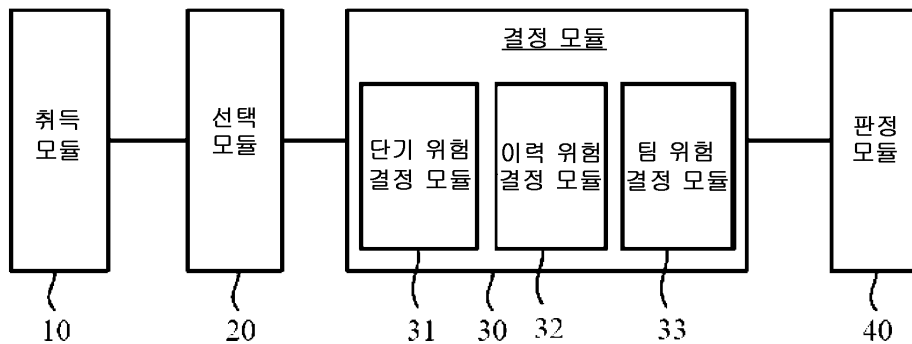 결정 모듈
취득
모듈
선택
모듈
단기 위험
결정 모듈
이력 위험
결정 모듈
팀 위험
결정 모듈
판정
모듈
10
20
31
30
32
33
40